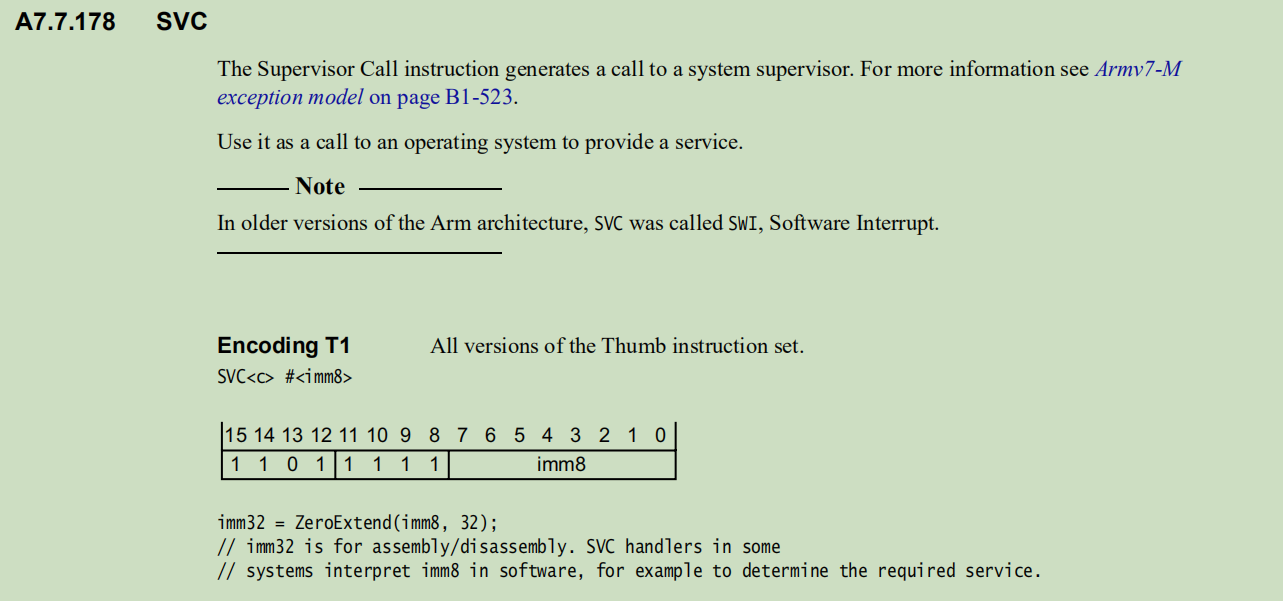 A7.7.178 SVC
The Supervisor Call instruction generates a call to a system supervisor. For more information see Armv7-M
exception model on page B1-523.
Use it as a call to an operating system to provide a service.
Note
In older versions of the Arm architecture, SVC was called SWI, Software Interrupt.
Encoding T1 All versions of the Thumb instruction set.
SVC<c> #<imm8>
15 14 13 12 11 10 9 8 7 6 5 4 3 2 1 0
1 1 0 1 1 1 1 1 imm8
imm32 = ZeroExtend(imm8, 32);
// imm32 is for assembly/disassembly. SVC handlers in some
// systems interpret imm8 in software, for example to determine the required service.